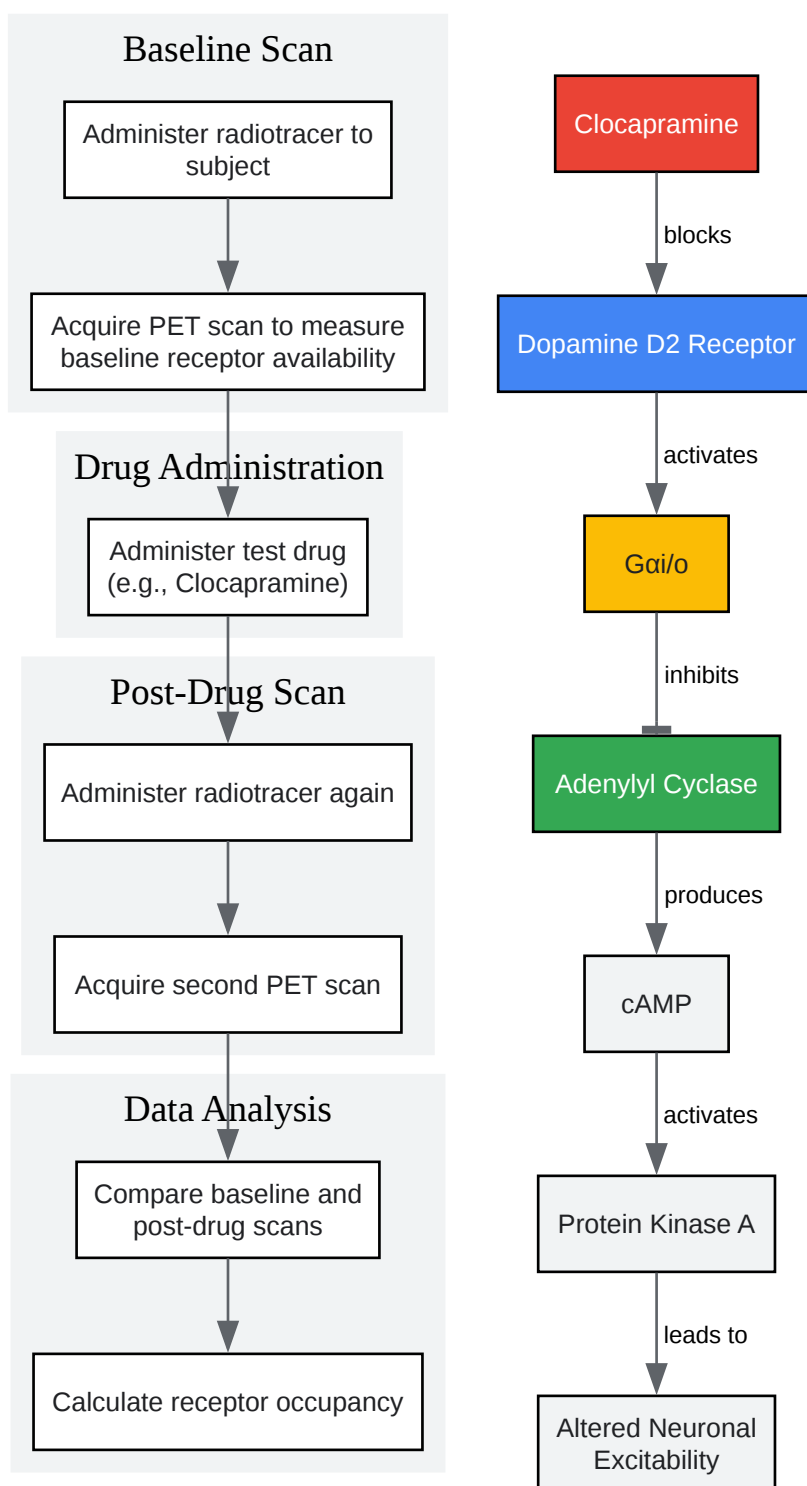 Baseline Scan
Administer radiotracer to
subject
Acquire PET scan to measure
baseline receptor availability
Drug Administration
Administer test drug
(e.g., Clocapramine)
Post-Drug Scan
Administer radiotracer again
Acquire second PET scan
Data Analysis
Compare baseline and
post-drug scans
Calculate receptor occupancy
Clocapramine
blocks
Dopamine D2 Receptor
activates
Gαi/o
inhibits
Adenylyl Cyclase
produces
cAMP
activates
Protein Kinase A
leads to
Altered Neuronal
Excitability